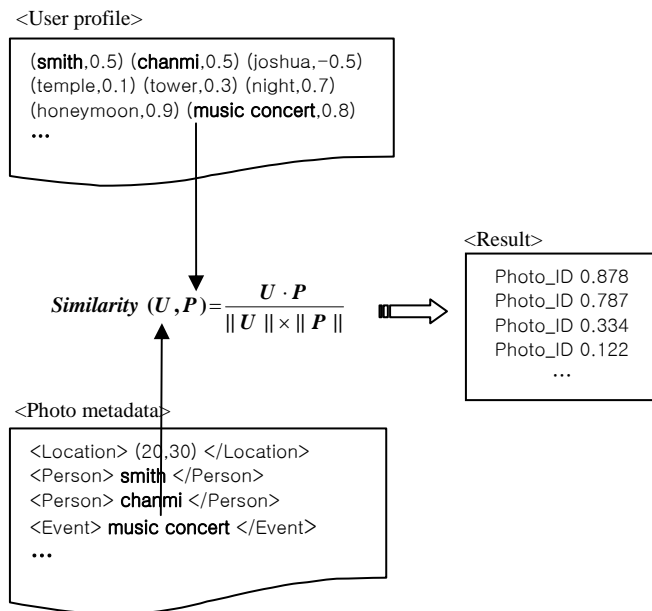 <User profile>
(smith,0.5) (chanmi,0.5) (joshua,-0.5)
(temple,0.1) (tower,0.3) (night,0.7)
(honeymoon,0.9) (music concert,0.8)
...
Similarity (U,P)= U · P / || U || × || P ||
<Result>
Photo_ID 0.878
Photo_ID 0.787
Photo_ID 0.334
Photo_ID 0.122
...
<Photo metadata>
<Location> (20,30) </Location>
<Person> smith </Person>
<Person> chanmi </Person>
<Event> music concert </Event>
...